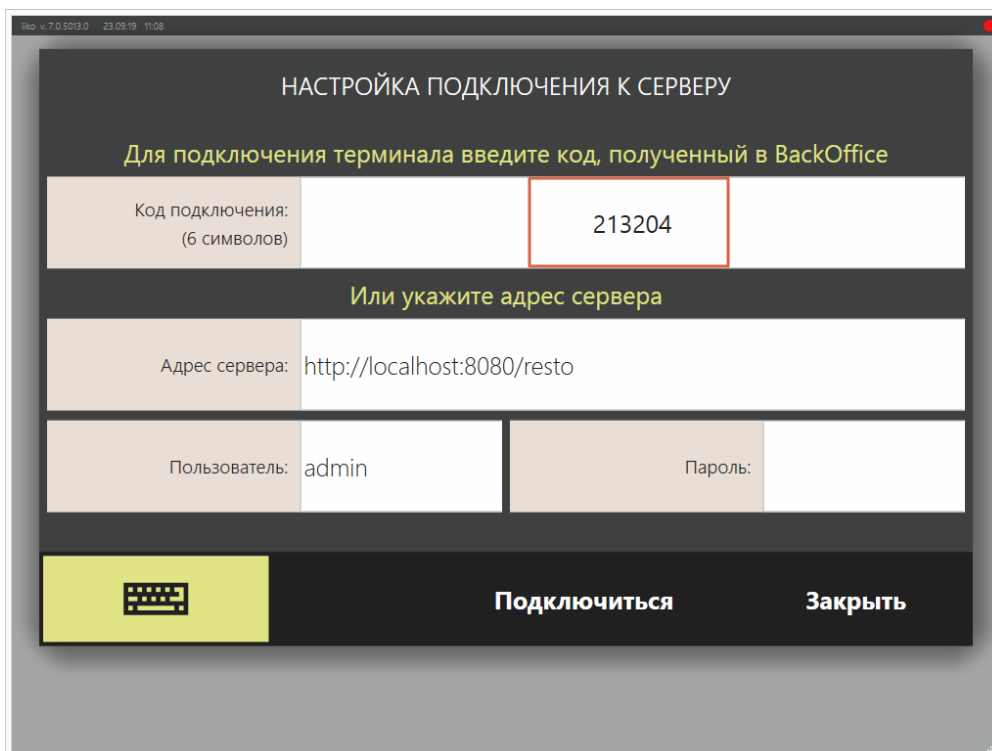 iiko v. 7.0.5013.0 23.09.19 11:08
НАСТРОЙКА ПОДКЛЮЧЕНИЯ К СЕРВЕРУ
Для подключения терминала введите код, полученный в BackOffice
Код подключения:
(6 символов)
213204
Или укажите адрес сервера
Адрес сервера: http://localhost:8080/resto
Пользователь: admin Пароль:
Подключиться Закрыть